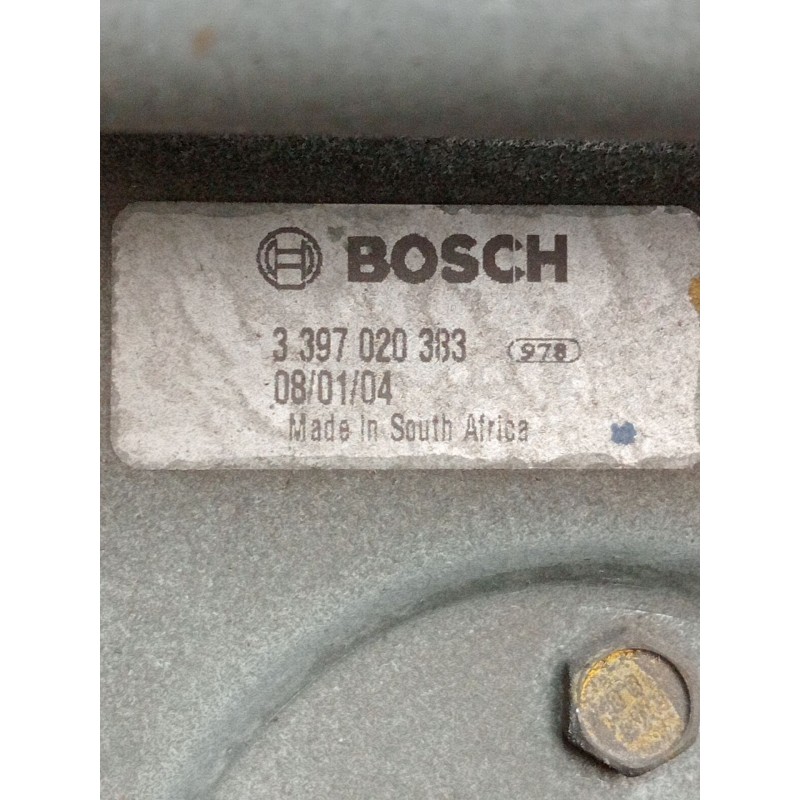 BOSCH
3 397 020 383 978
08/01/04
Made in South Africa